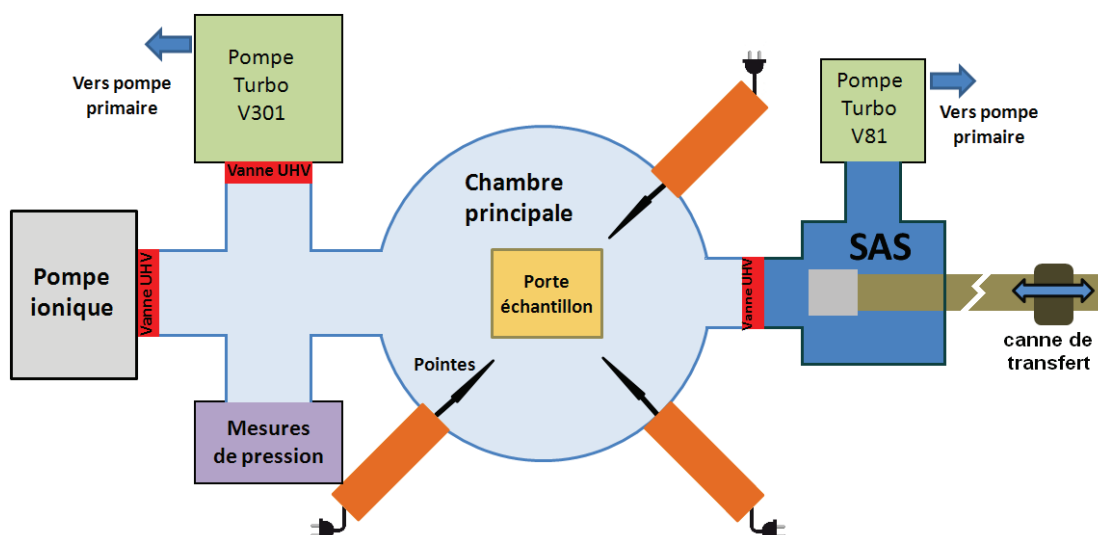 Pompe
Turbo
V301
Vers pompe
primaire
Vanne UHV
Pompe
ionique
Vanne UHV
Mesures
de pression
Chambre
principale
Porte
échantillon
Pointes
Vanne UHV
Pompe
Turbo
V81
Vers pompe
primaire
SAS
canne de
transfert